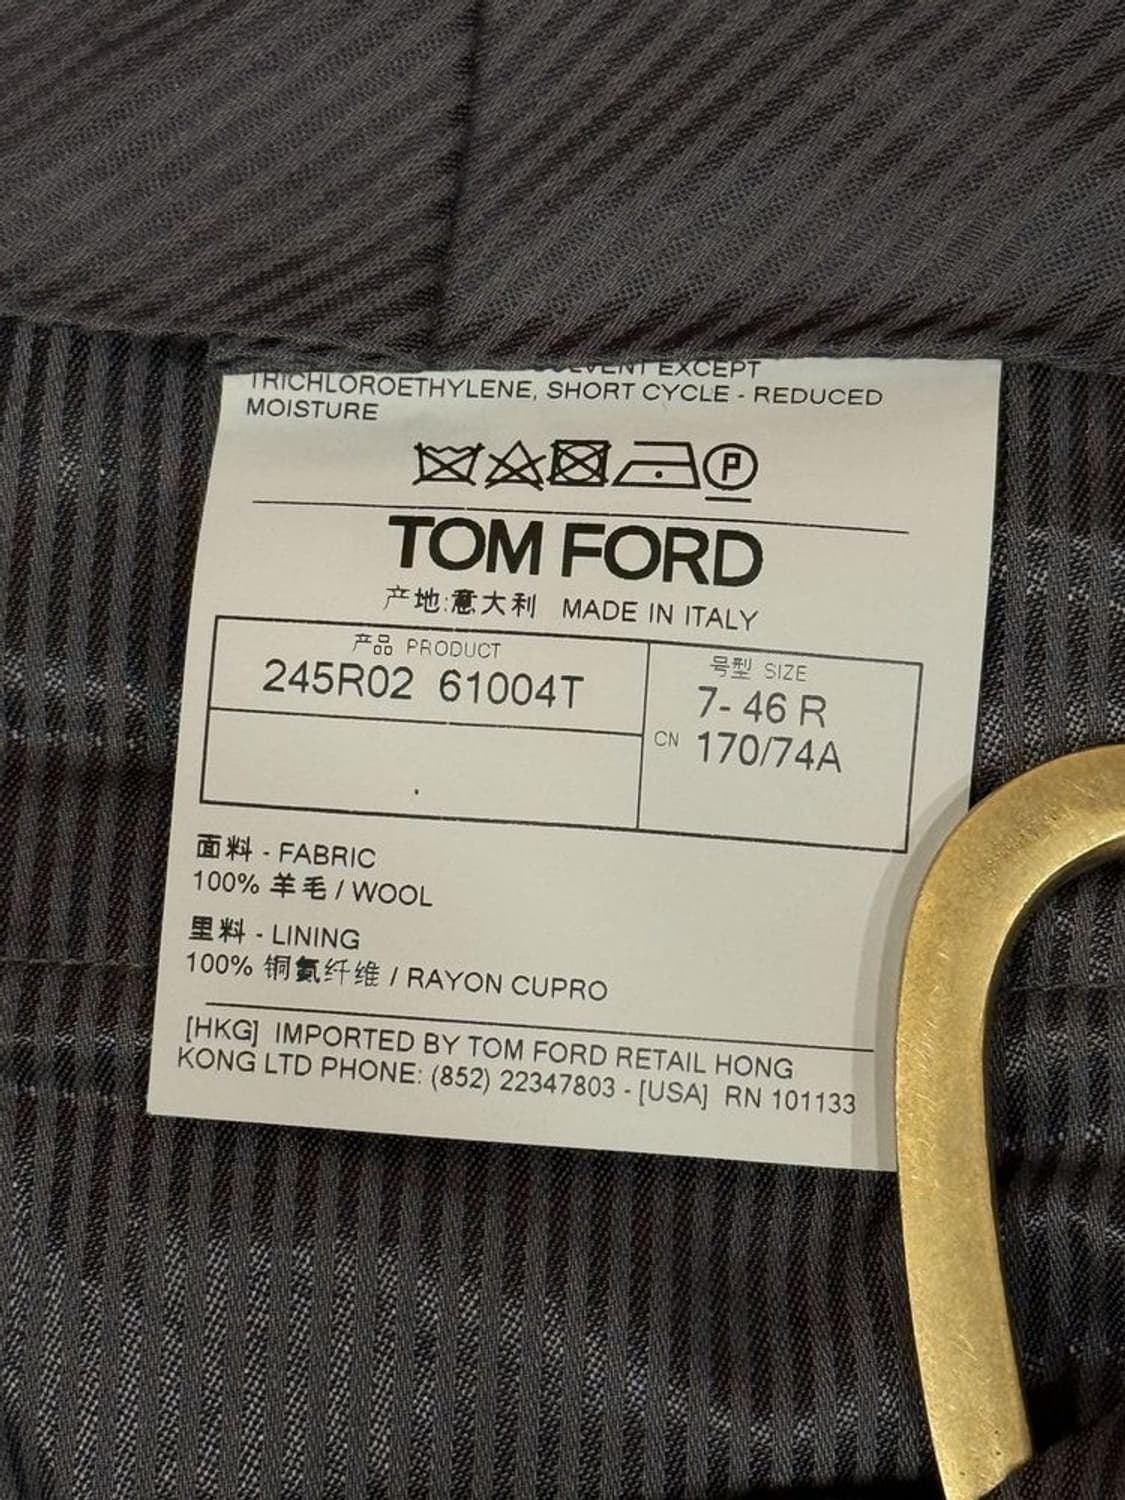 SOLVENT EXCEPT
TRICHLOROETHYLENE, SHORT CYCLE - REDUCED
MOISTURE
P
TOM FORD
产地:意大利 MADE IN ITALY
产品 PRODUCT
245R02 61004T
号型 SIZE
7- 46 R
CN 170/74A
面料 - FABRIC
100% 羊毛 / WOOL
里料 - LINING
100% 铜氨纤维 / RAYON CUPRO
[HKG] IMPORTED BY TOM FORD RETAIL HONG
KONG LTD PHONE: (852) 22347803 - [USA] RN 101133